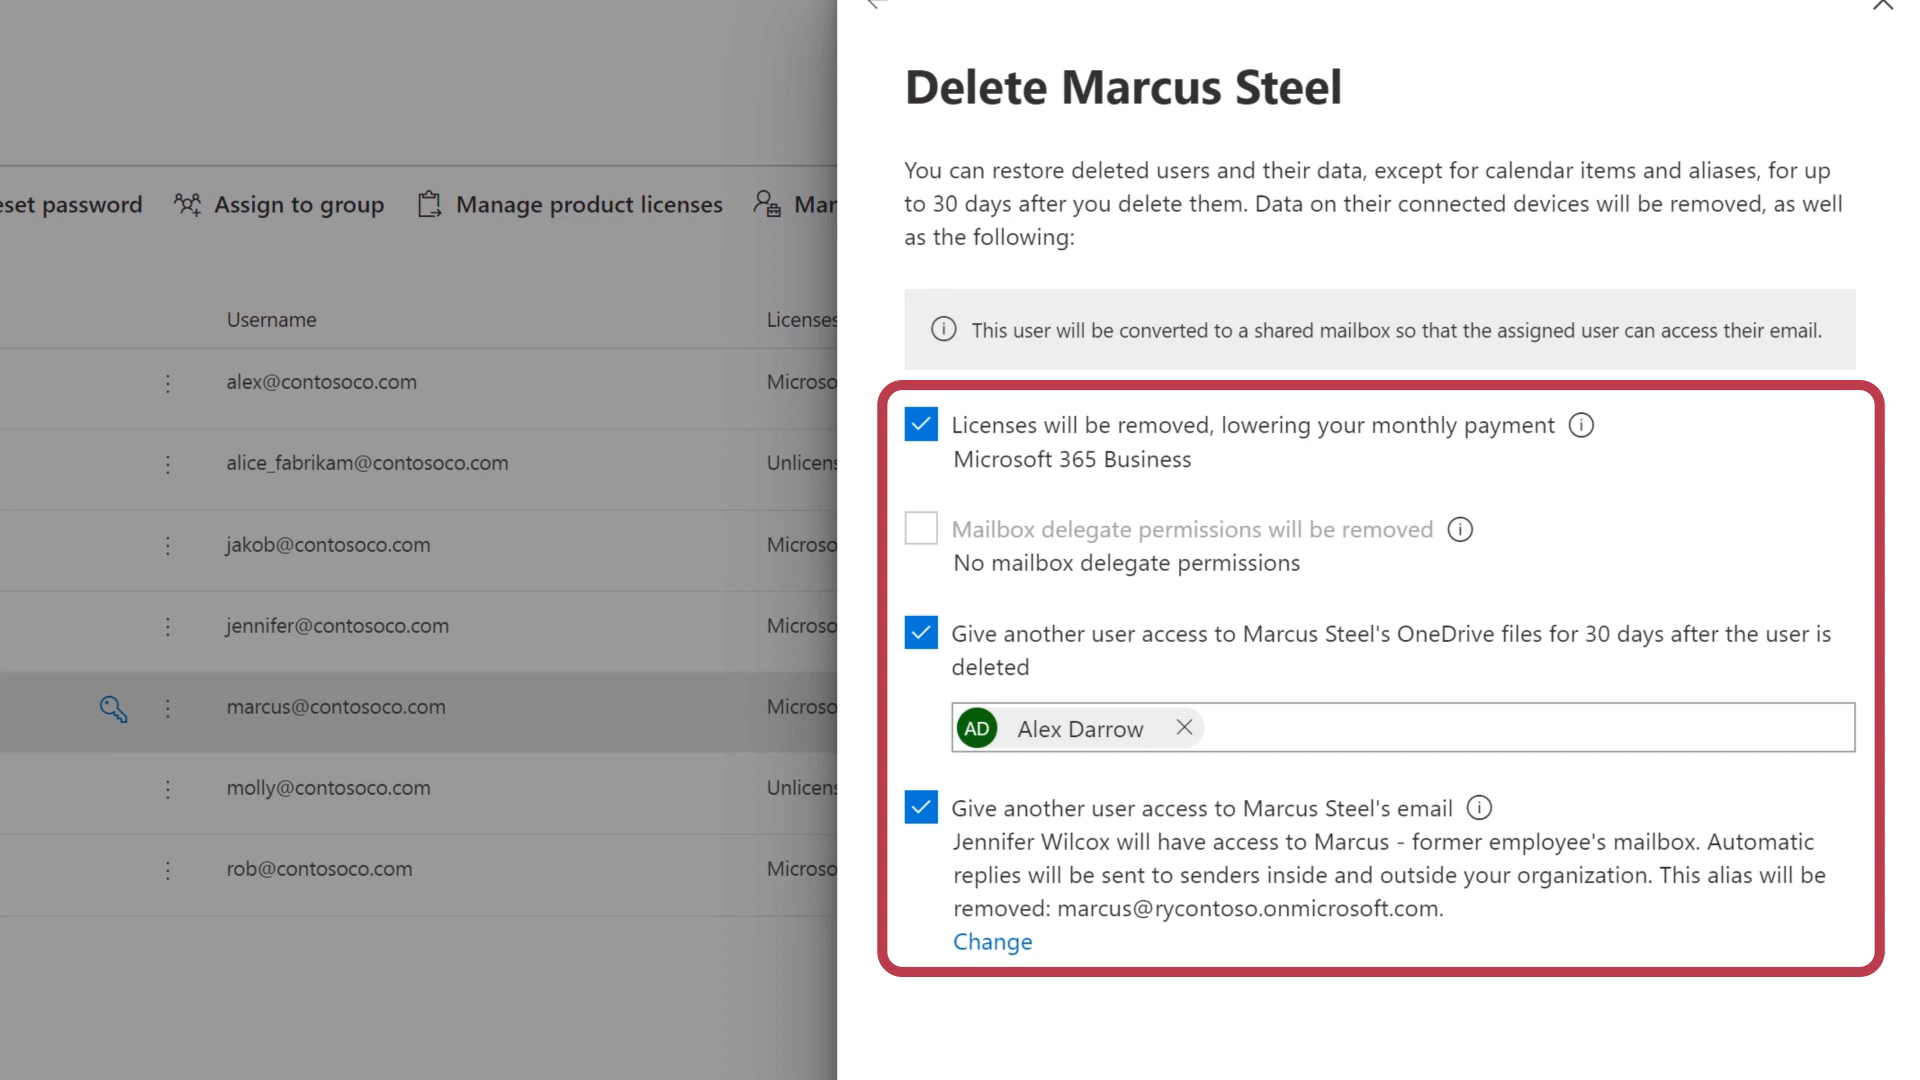 eset password
Assign to group
Manage product licenses
Mar
Username
Licenses
alex@contosoco.com
Microso
alice_fabrikam@contosoco.com
Unlicens
jakob@contosoco.com
Microso
jennifer@contosoco.com
Microso
marcus@contosoco.com
Microso
molly@contosoco.com
Unlicens
rob@contosoco.com
Microso
Delete Marcus Steel
You can restore deleted users and their data, except for calendar items and aliases, for up
to 30 days after you delete them. Data on their connected devices will be removed, as well
as the following:
This user will be converted to a shared mailbox so that the assigned user can access their email.
Licenses will be removed, lowering your monthly payment
Microsoft 365 Business
Mailbox delegate permissions will be removed
No mailbox delegate permissions
Give another user access to Marcus Steel's OneDrive files for 30 days after the user is
deleted
AD Alex Darrow
Give another user access to Marcus Steel's email
Jennifer Wilcox will have access to Marcus - former employee's mailbox. Automatic
replies will be sent to senders inside and outside your organization. This alias will be
removed: marcus@rycontoso.onmicrosoft.com.
Change